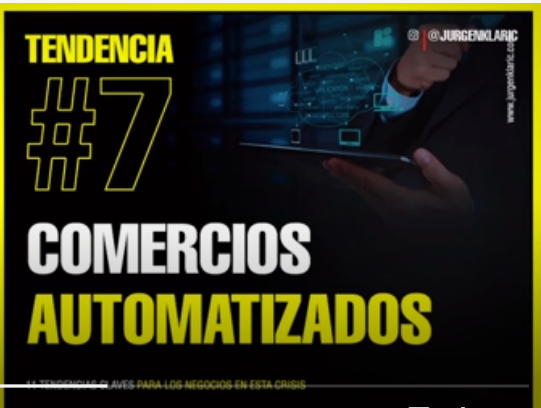 TENDENCIA
@JURGENKLARIC
www.jurgenklaric.com
#7
COMERCIOS
AUTOMATIZADOS
11 TENDENCIAS CLAVES PARA LOS NEGOCIOS EN ESTA CRISIS